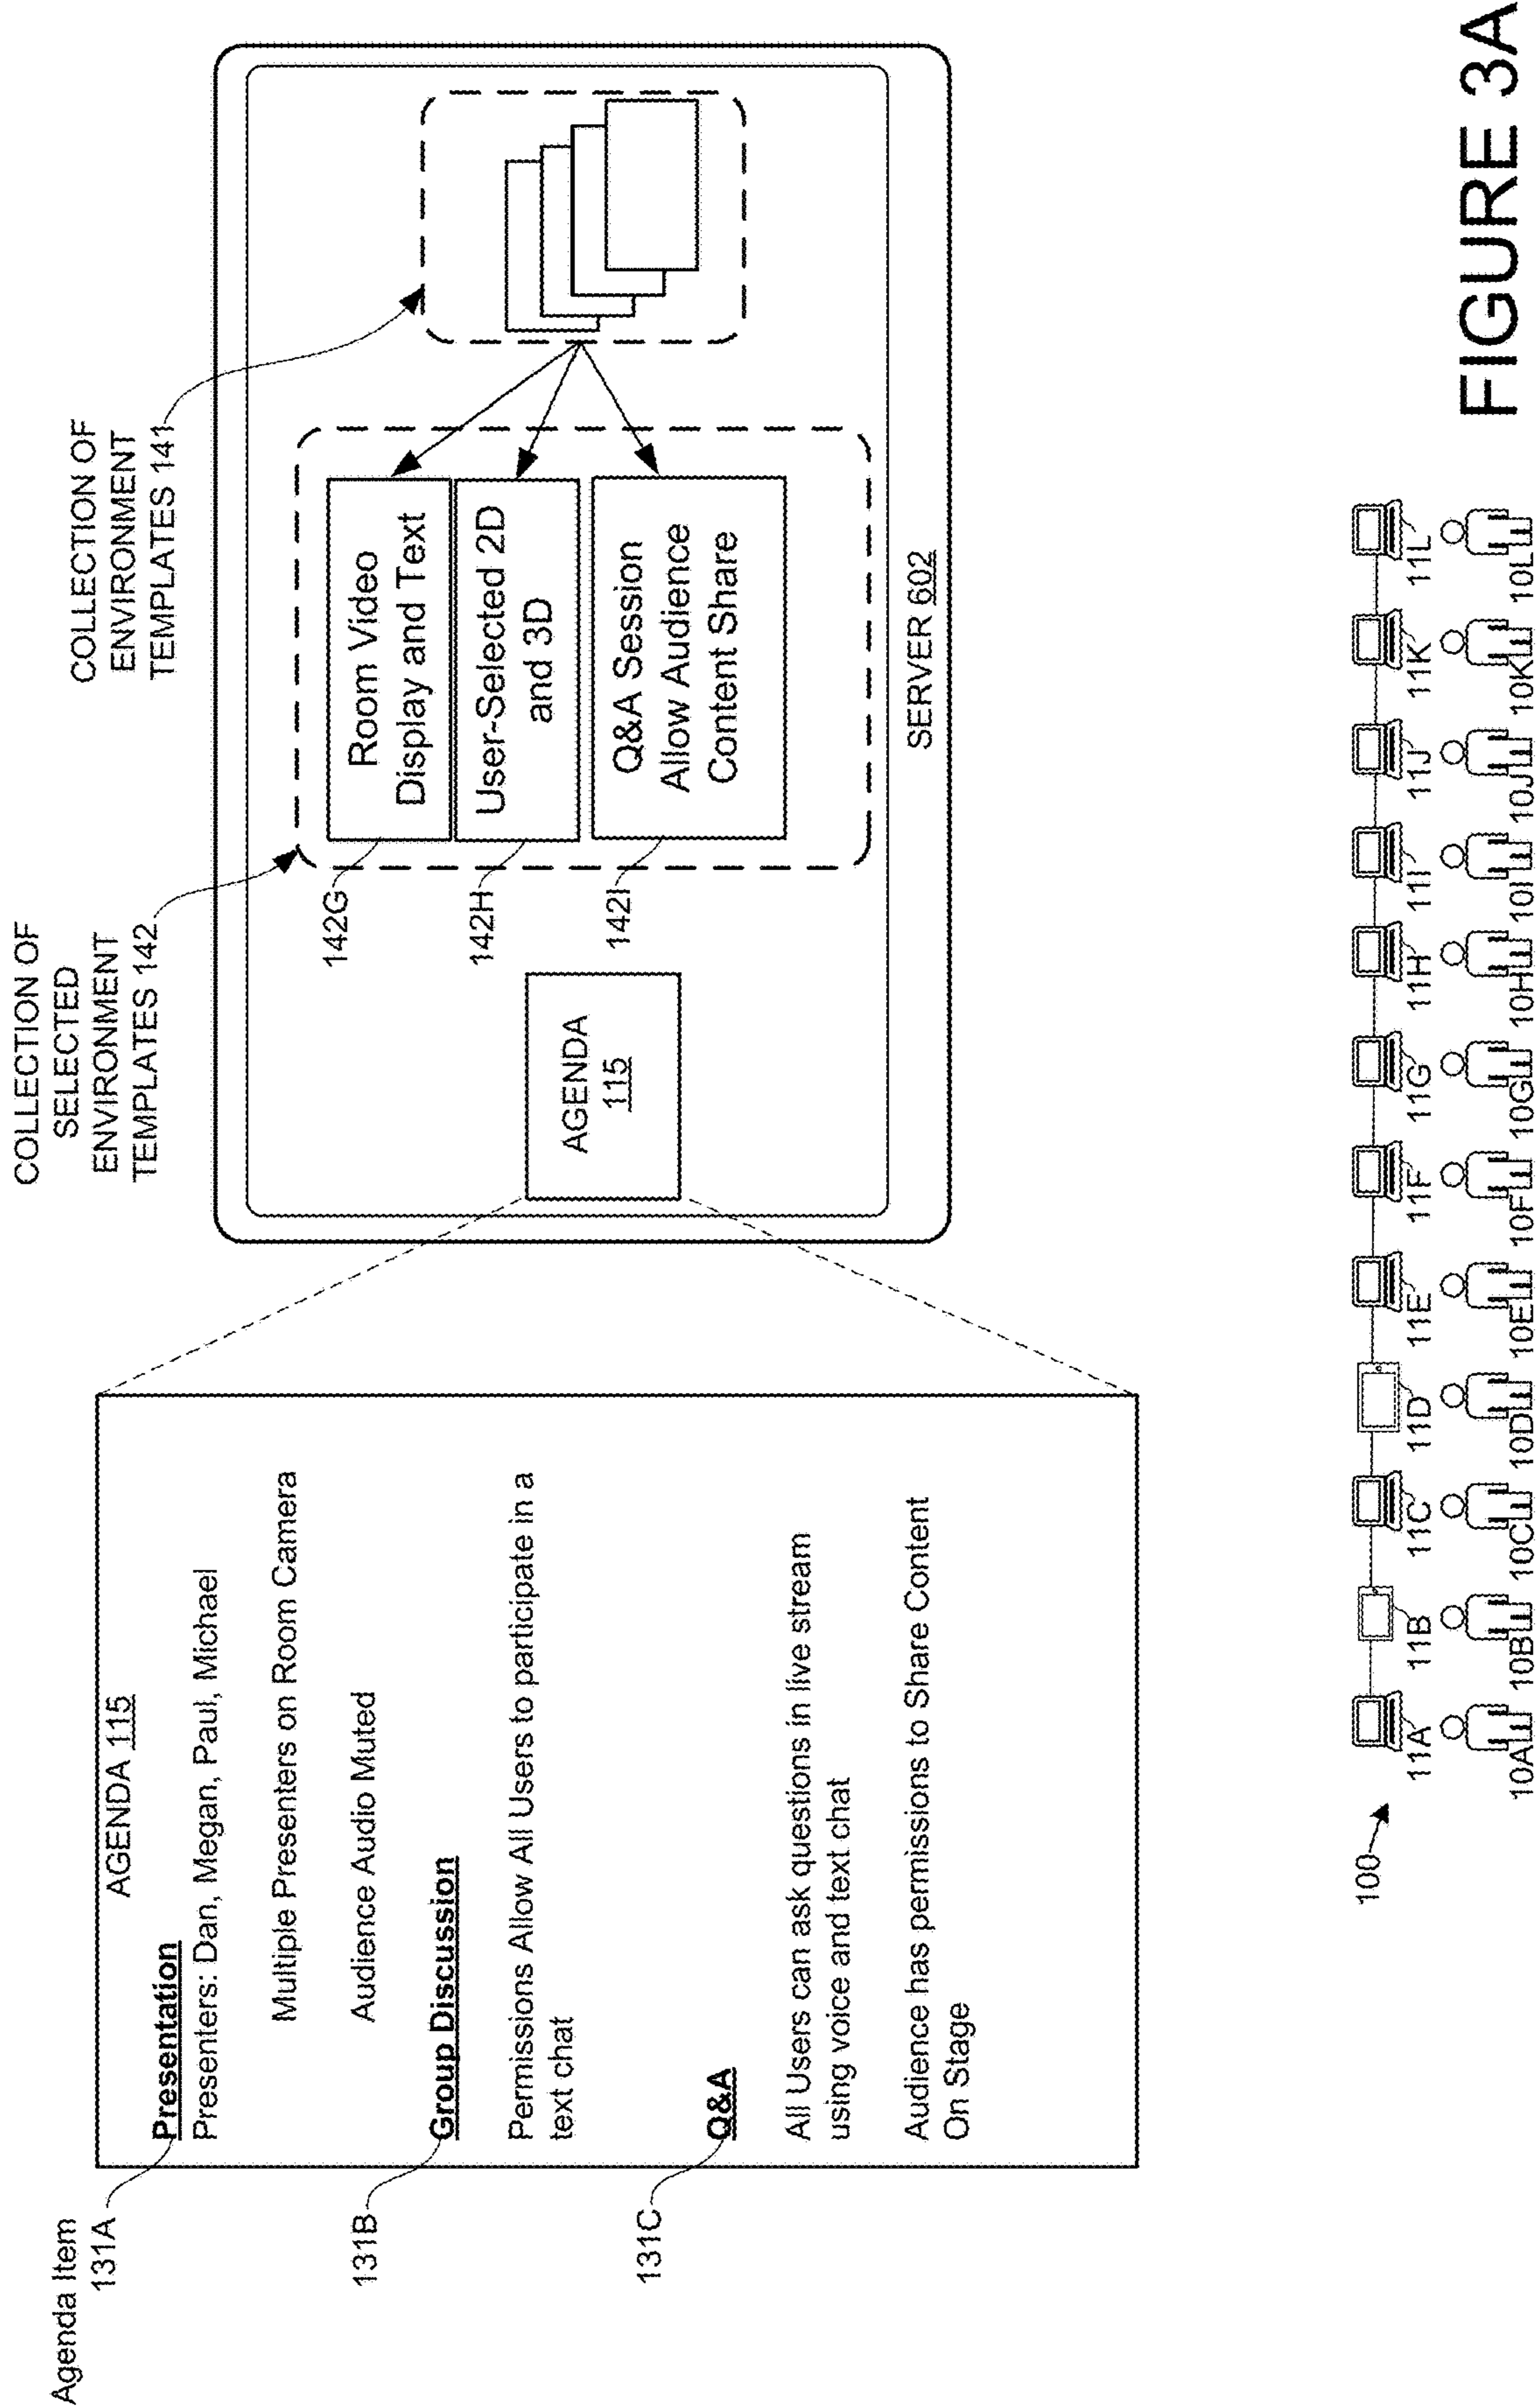 Agenda Item
131A
131B
131C
AGENDA 115
Presentation
Presenters: Dan, Megan, Paul, Michael
Multiple Presenters on Room Camera
Audience Audio Muted
Group Discussion
Permissions Allow All Users to participate in a
text chat
Q&A
All Users can ask questions in live stream
using voice and text chat
Audience has permissions to Share Content
On Stage
COLLECTION OF
SELECTED
ENVIRONMENT
TEMPLATES 142
COLLECTION OF
ENVIRONMENT
TEMPLATES 141
AGENDA
115
142G
Room Video
Display and Text
142H
User-Selected 2D
and 3D
142I
Q&A Session
Allow Audience
Content Share
SERVER 602
100
11A 11B 11C 11D 11E 11F 11G 11H 11I 11J 11K 11L
10A 10B 10C 10D 10E 10F 10G 10H 10I 10J 10K 10L
FIGURE 3A